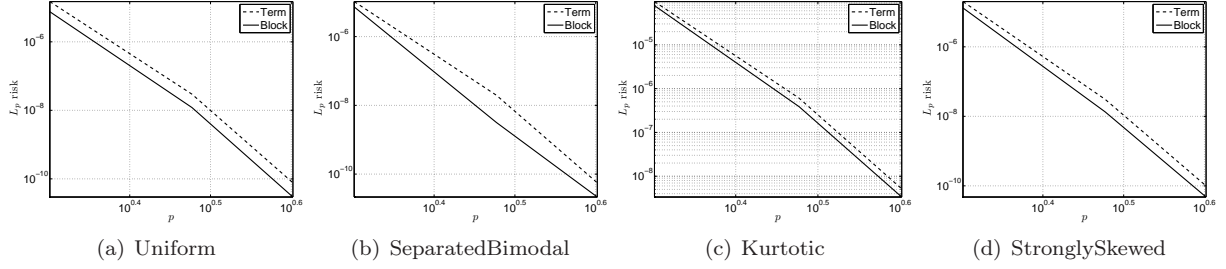 Term
Block
10^-6
10^-8
10^-10
L_p risk
10^0.4
10^0.5
10^0.6
p
(a) Uniform
Term
Block
10^-6
10^-8
10^-10
L_p risk
10^0.4
10^0.5
10^0.6
p
(b) SeparatedBimodal
Term
Block
10^-5
10^-6
10^-7
10^-8
L_p risk
10^0.4
10^0.5
10^0.6
p
(c) Kurtotic
Term
Block
10^-6
10^-8
10^-10
L_p risk
10^0.4
10^0.5
10^0.6
p
(d) StronglySkewed